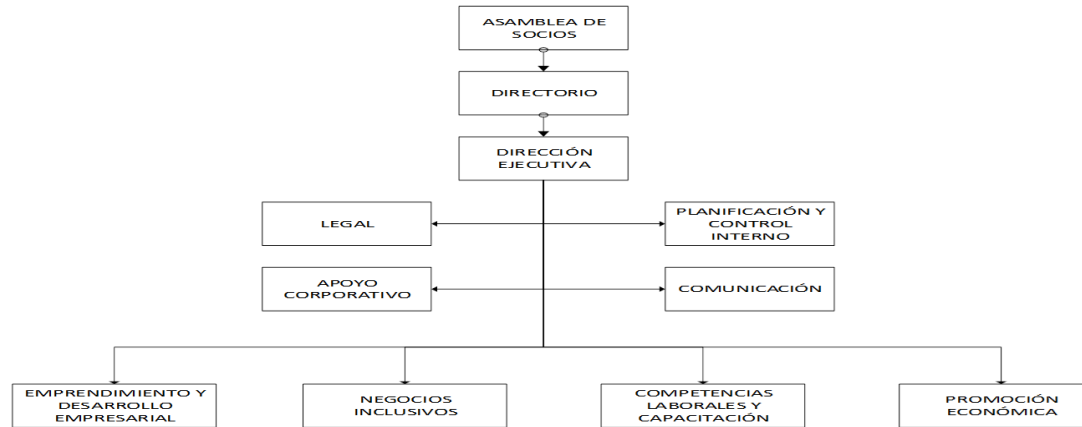 ASAMBLEA DE
SOCIOS
DIRECTORIO
DIRECCIÓN
EJECUTIVA
LEGAL
PLANIFICACIÓN Y
CONTROL
INTERNO
APOYO
CORPORATIVO
COMUNICACIÓN
EMPRENDIMIENTO Y
DESARROLLO
EMPRESARIAL
NEGOCIOS
INCLUSIVOS
COMPETENCIAS
LABORALES Y
CAPACITACIÓN
PROMOCIÓN
ECONÓMICA